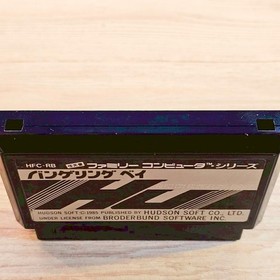 HFC-RB ファミリー コンピュータ™シリーズ
バンゲリング ベイ
HUDSON SOFT © 1985 PUBLISHED BY HUDSON SOFT CO., LTD.
UNDER LICENSE FROM BRODERBUND SOFTWARE INC.